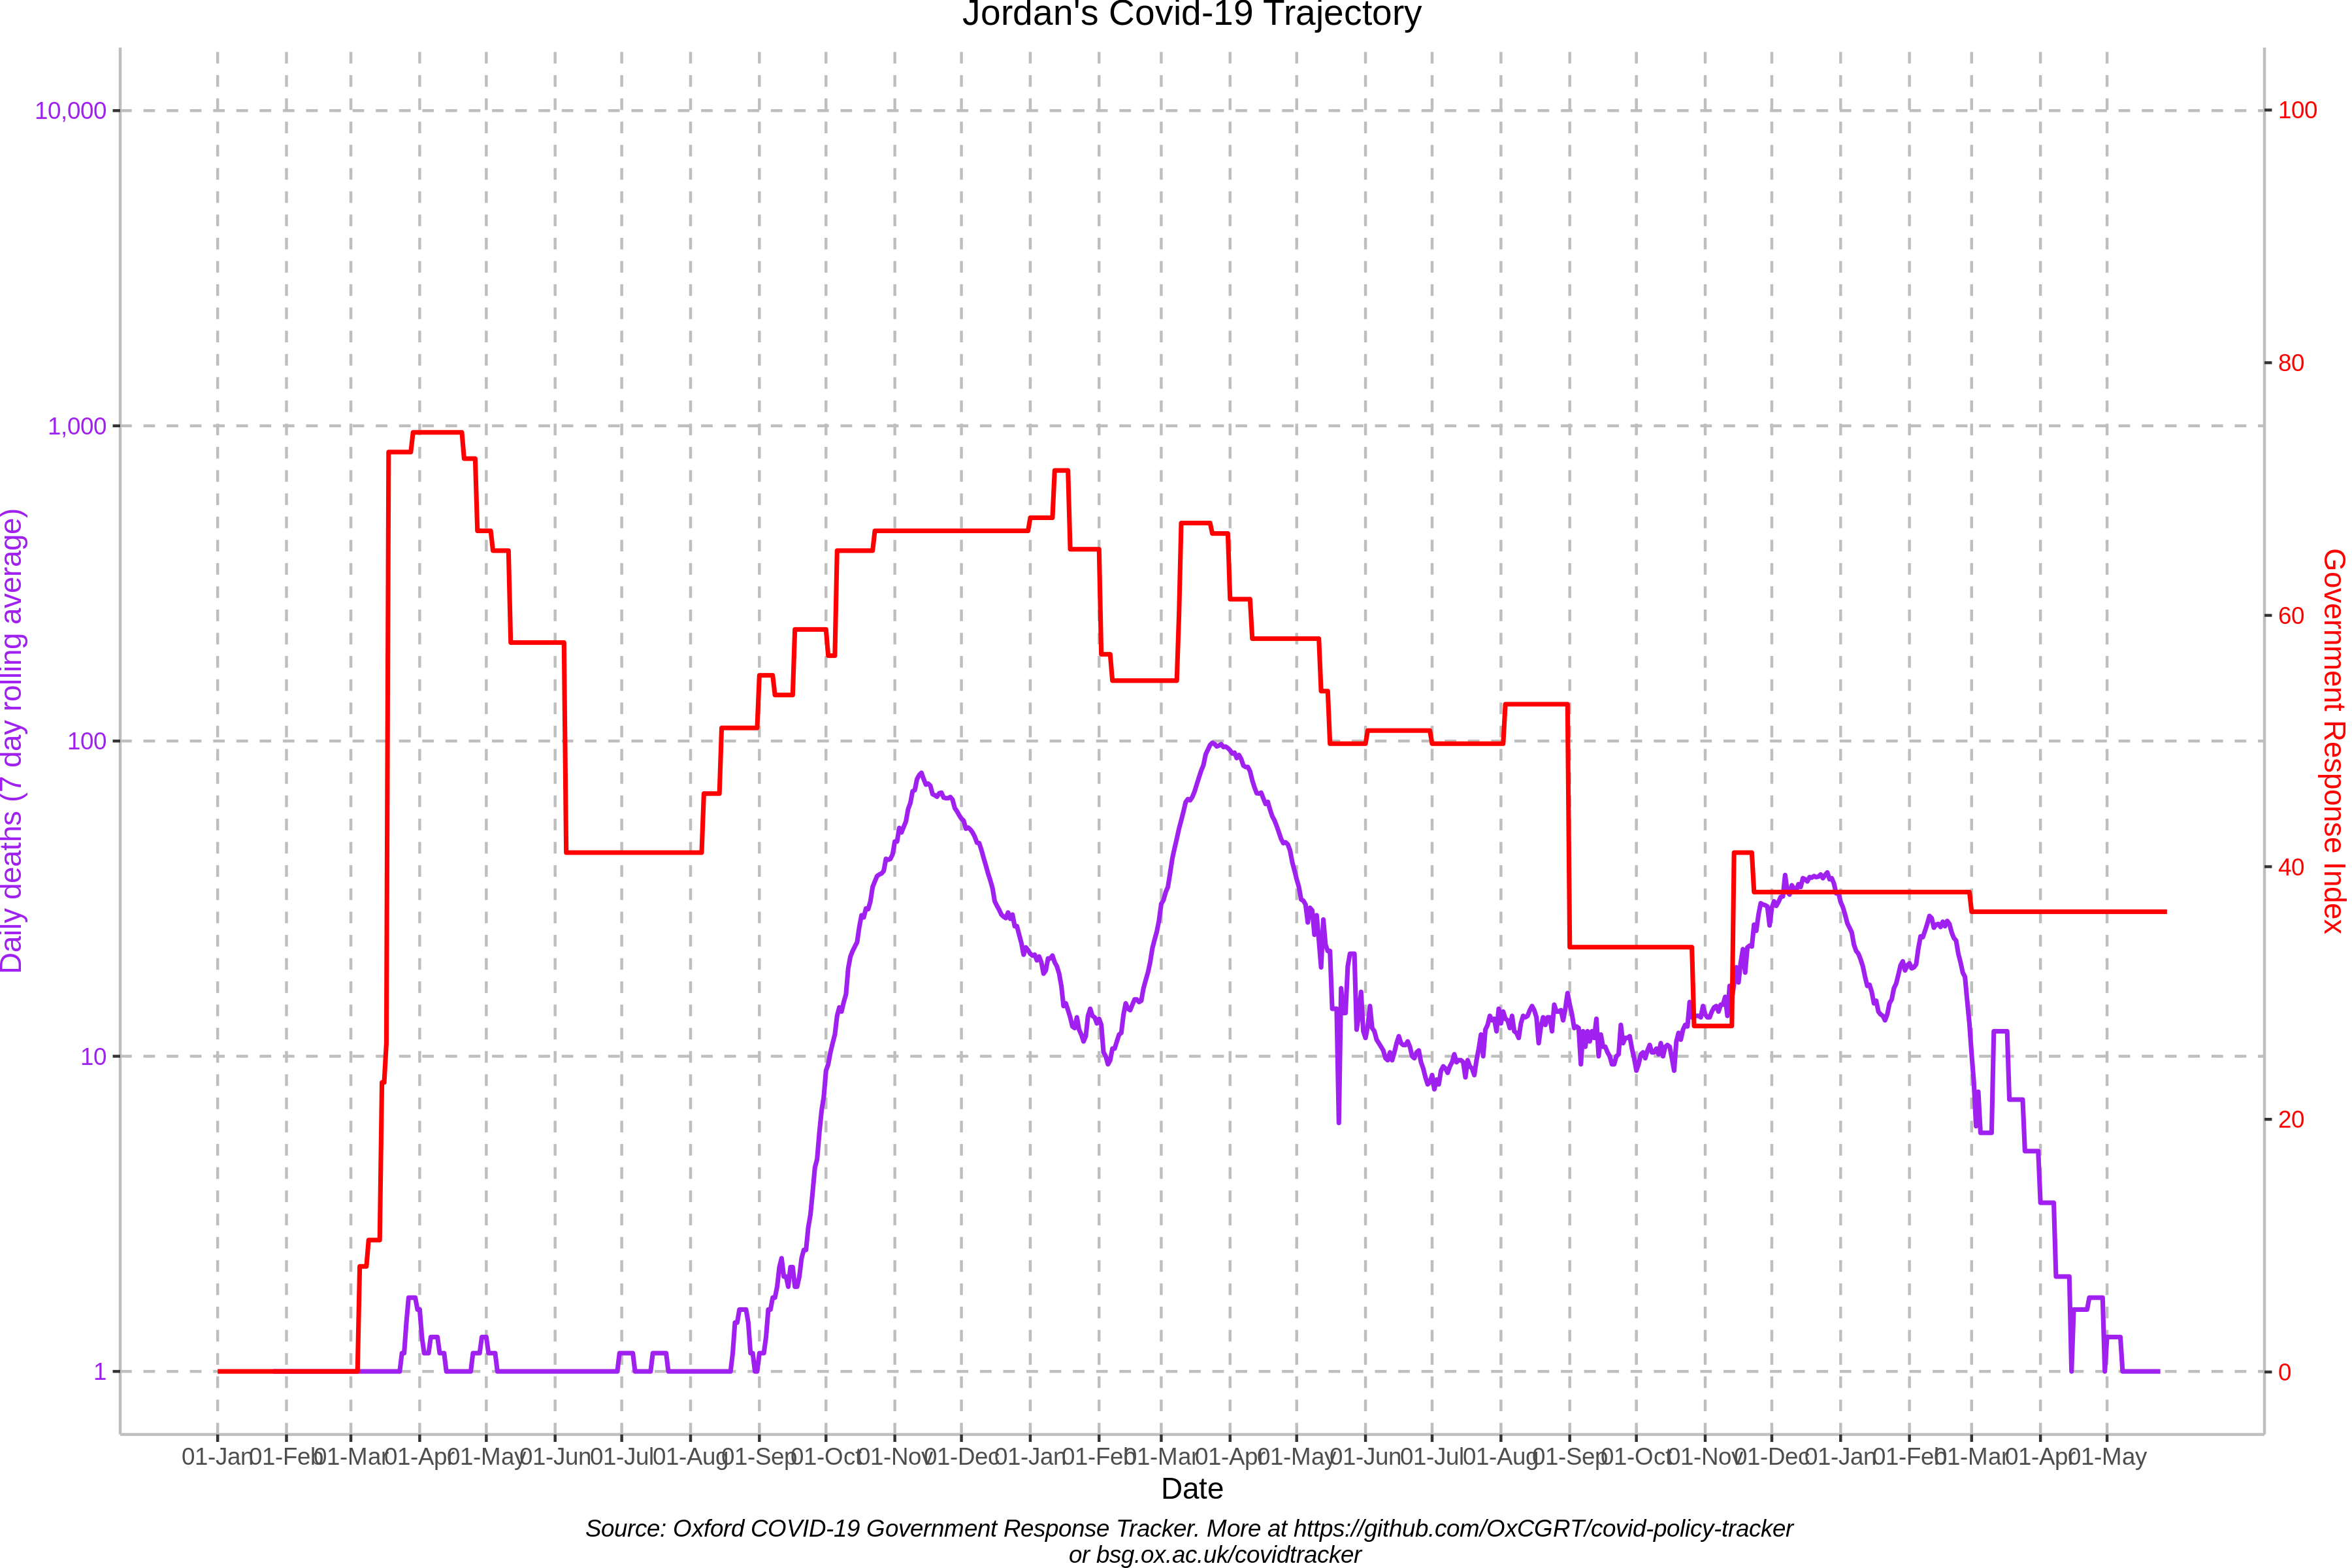 Jordan's Covid-19 Trajectory
10,000
1,000
100
10
1
Daily deaths (7 day rolling average)
100
80
60
40
20
0
Government Response Index
01-Jan 01-Feb 01-Mar 01-Apr 01-May 01-Jun 01-Jul 01-Aug 01-Sep 01-Oct 01-Nov 01-Dec 01-Jan 01-Feb 01-Mar 01-Apr 01-May 01-Jun 01-Jul 01-Aug 01-Sep 01-Oct 01-Nov 01-Dec 01-Jan 01-Feb 01-Mar 01-Apr 01-May
Date
Source: Oxford COVID-19 Government Response Tracker. More at https://github.com/OxCGRT/covid-policy-tracker
or bsg.ox.ac.uk/covidtracker